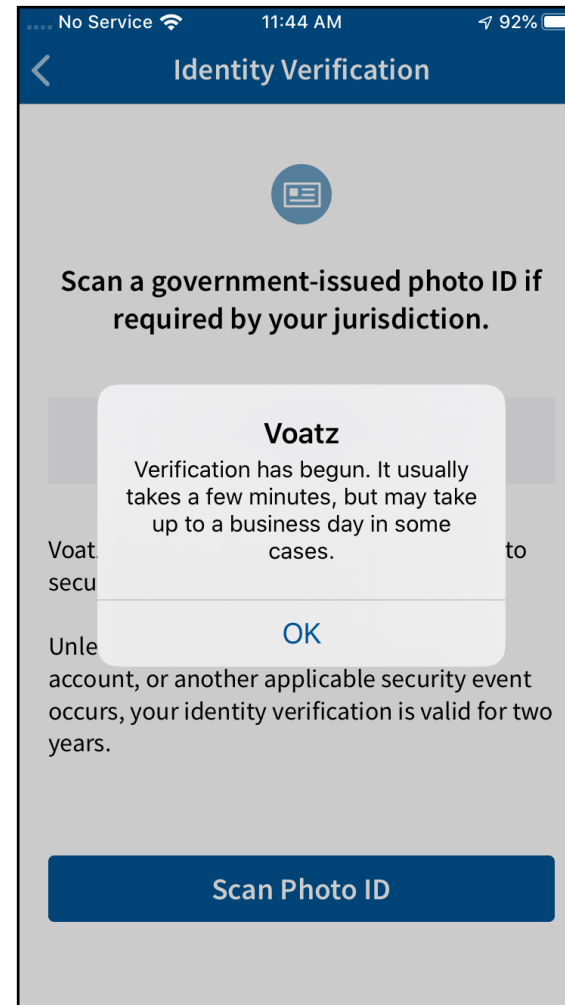 No Service 11:44 AM 92%
Identity Verification
Scan a government-issued photo ID if
required by your jurisdiction.
Voatz
Verification has begun. It usually
takes a few minutes, but may take
up to a business day in some
cases.
OK
to
account, or another applicable security event
occurs, your identity verification is valid for two
years.
Scan Photo ID